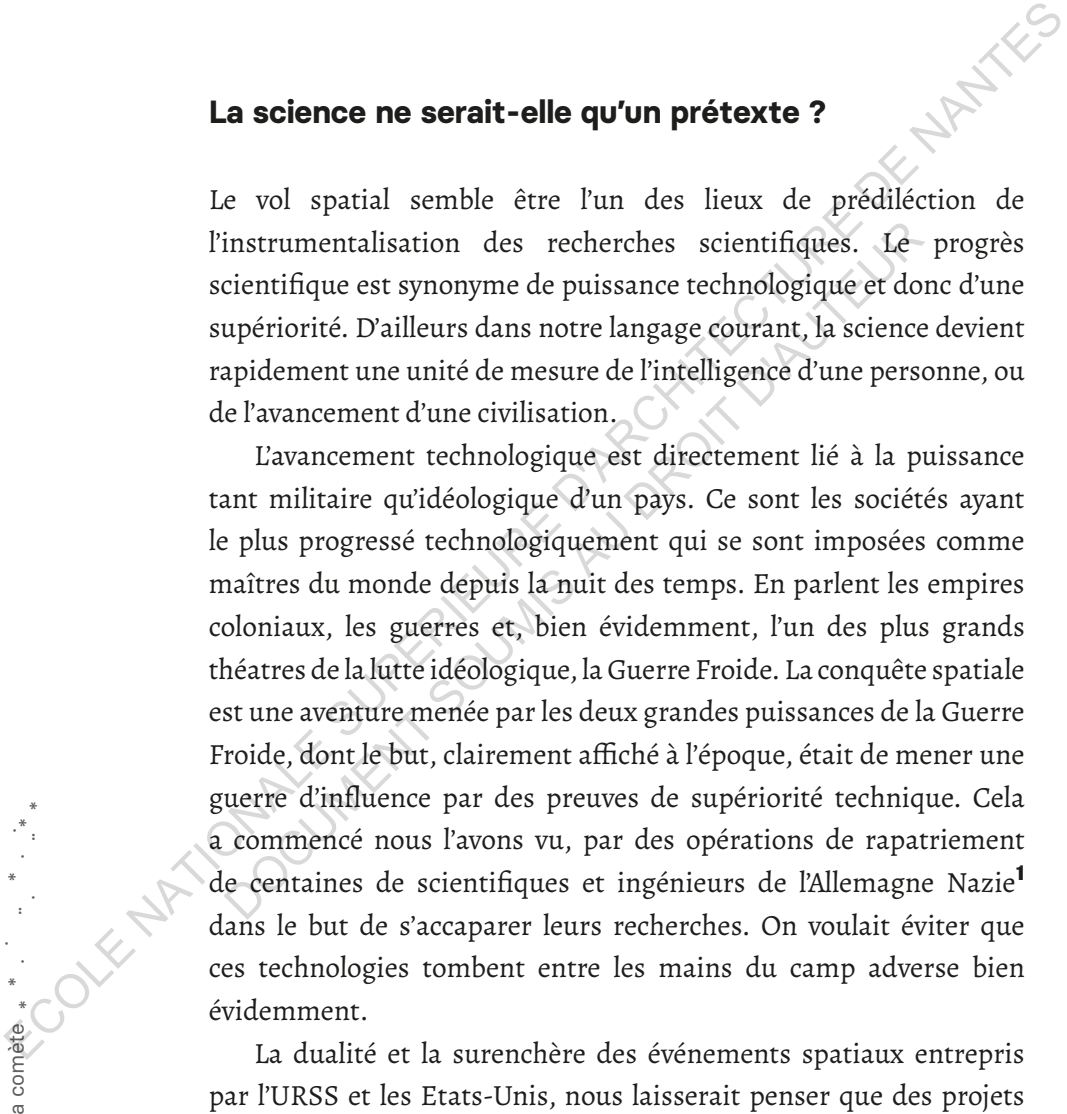 La science ne serait-elle qu’un prétexte ?
Le vol spatial semble être l’un des lieux de prédiléction de
l’instrumentalisation des recherches scientifiques. Le progrès
scientifique est synonyme de puissance technologique et donc d’une
supériorité. D’ailleurs dans notre langage courant, la science devient
rapidement une unité de mesure de l’intelligence d’une personne, ou
de l’avancement d’une civilisation.
L’avancement technologique est directement lié à la puissance
tant militaire qu’idéologique d’un pays. Ce sont les sociétés ayant
le plus progressé technologiquement qui se sont imposées comme
maîtres du monde depuis la nuit des temps. En parlent les empires
coloniaux, les guerres et, bien évidemment, l’un des plus grands
théatres de la lutte idéologique, la Guerre Froide. La conquête spatiale
est une aventure menée par les deux grandes puissances de la Guerre
Froide, dont le but, clairement affiché à l’époque, était de mener une
guerre d’influence par des preuves de supériorité technique. Cela
a commencé nous l’avons vu, par des opérations de rapatriement
de centaines de scientifiques et ingénieurs de l’Allemagne Nazie1
dans le but de s’accaparer leurs recherches. On voulait éviter que
ces technologies tombent entre les mains du camp adverse bien
évidemment.
La dualité et la surenchère des événements spatiaux entrepris
par l’URSS et les Etats-Unis, nous laisserait penser que des projets
a comète
ECOLE NATIONALE SUPERIEURE D'ARCHITECTURE DE NANTES
DOCUMENT SOUMIS AU DROIT D'AUTEUR